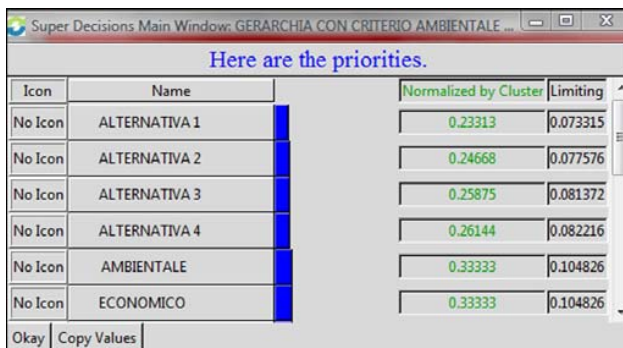 Super Decisions Main Window: GERARCHIA CON CRITERIO AMBIENTALE ...
Here are the priorities.
Icon Name Normalized by Cluster Limiting
No Icon ALTERNATIVA 1 0.23313 0.073315
No Icon ALTERNATIVA 2 0.24668 0.077576
No Icon ALTERNATIVA 3 0.25875 0.081372
No Icon ALTERNATIVA 4 0.26144 0.082216
No Icon AMBIENTALE 0.33333 0.104826
No Icon ECONOMICO 0.33333 0.104826
Okay Copy Values